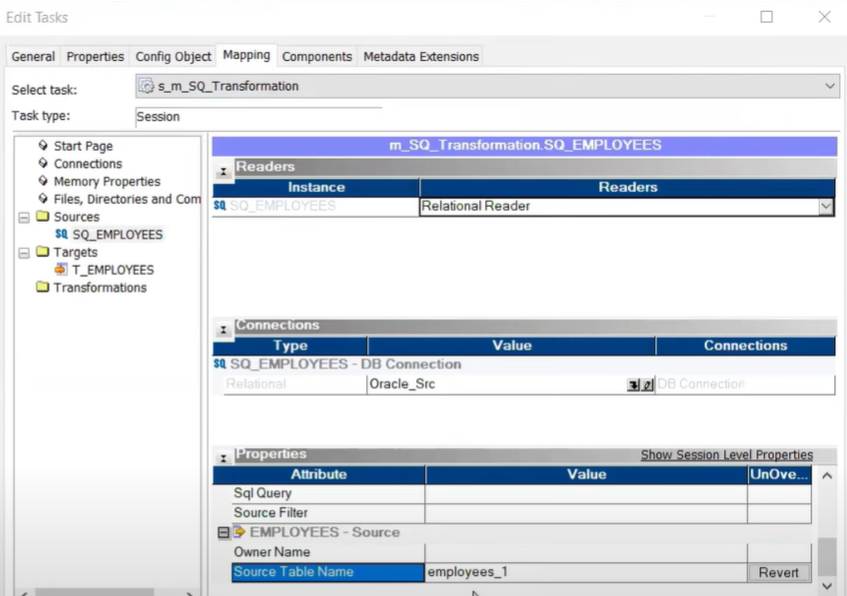 Edit Tasks
General Properties Config Object Mapping Components Metadata Extensions
Select task: s_m_SQ_Transformation
Task type: Session
Start Page
Connections
Memory Properties
Files, Directories and Com
Sources
SQ_EMPLOYEES
Targets
T_EMPLOYEES
Transformations
m_SQ_Transformation.SQ_EMPLOYEES
Readers
Instance Readers
SQ SQ_EMPLOYEES Relational Reader
Connections
Type Value Connections
SQ SQ_EMPLOYEES - DB Connection
Relational Oracle_Src DB Connection
Properties Show Session Level Properties
Attribute Value UnOve...
Sql Query
Source Filter
EMPLOYEES - Source
Owner Name
Source Table Name employees_1 Revert